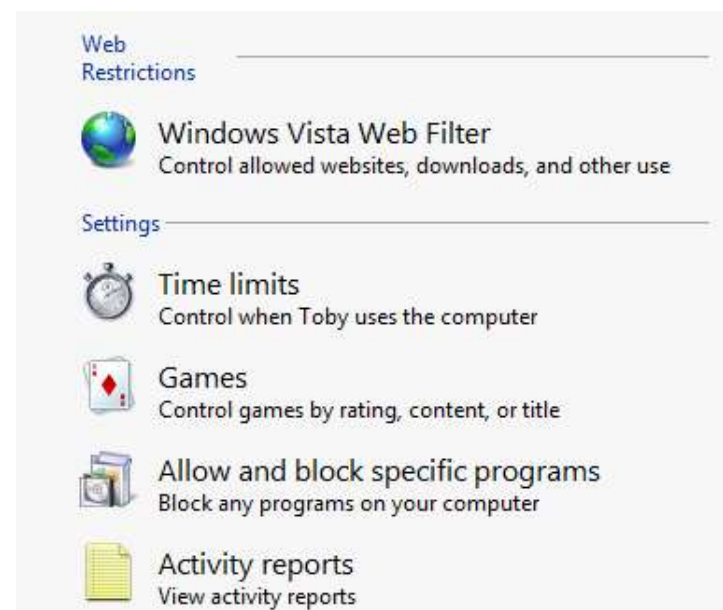 Web
Restrictions
Windows Vista Web Filter
Control allowed websites, downloads, and other use
Settings
Time limits
Control when Toby uses the computer
Games
Control games by rating, content, or title
Allow and block specific programs
Block any programs on your computer
Activity reports
View activity reports